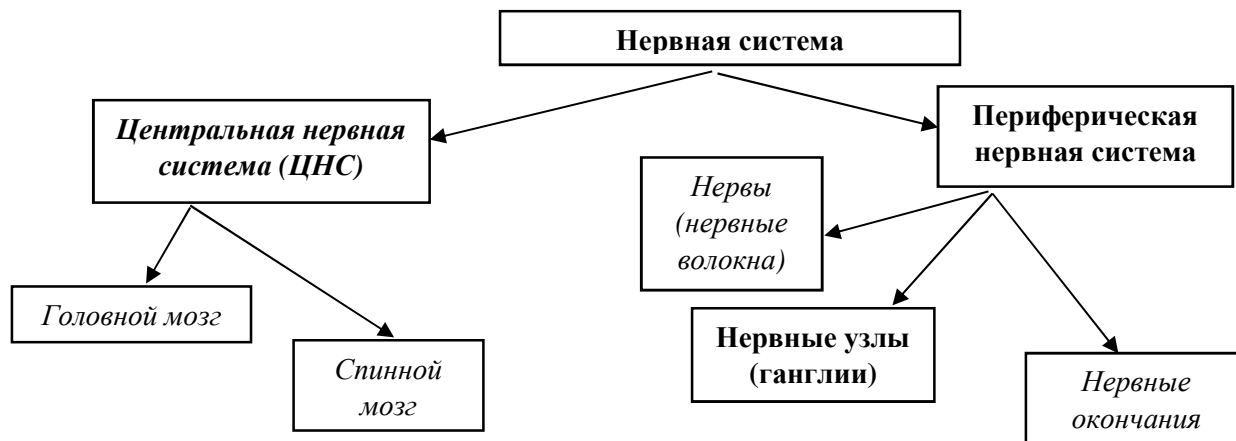 Нервная система
Центральная нервная
система (ЦНС)
Периферическая
нервная система
Нервы
(нервные
волокна)
Головной мозг
Спинной
мозг
Нервные узлы
(ганглии)
Нервные
окончания